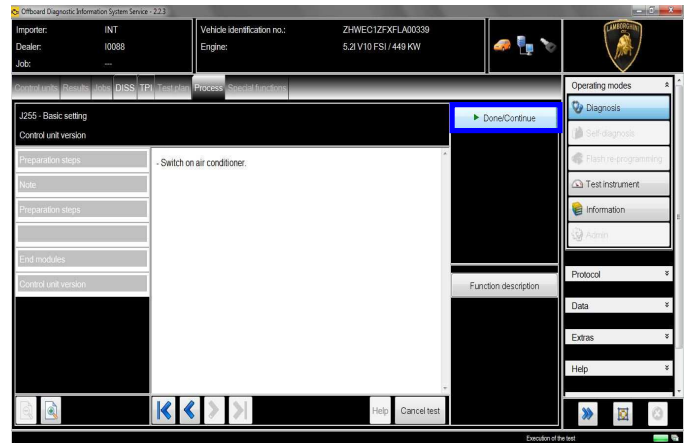 Offboard Diagnostic Information System Service - 2.2.3
Importer: INT
Dealer: I0088
Job: ---
Vehicle identification no.: ZHWEC1ZFXFLA00339
Engine: 5.2l V10 FSI / 449 KW
LAMBORGHINI
Control units Results Jobs DISS TPI Test plan Process Special functions
J255 - Basic setting
Control unit version
Done/Continue
Preparation steps
Note
Preparation steps
End modules
Control unit version
- Switch on air conditioner.
Function description
Help
Cancel test
Operating modes
Diagnosis
Self-diagnosis
Flash re-programming
Test instrument
Information
Admin
Protocol
Data
Extras
Help
Execution of the test